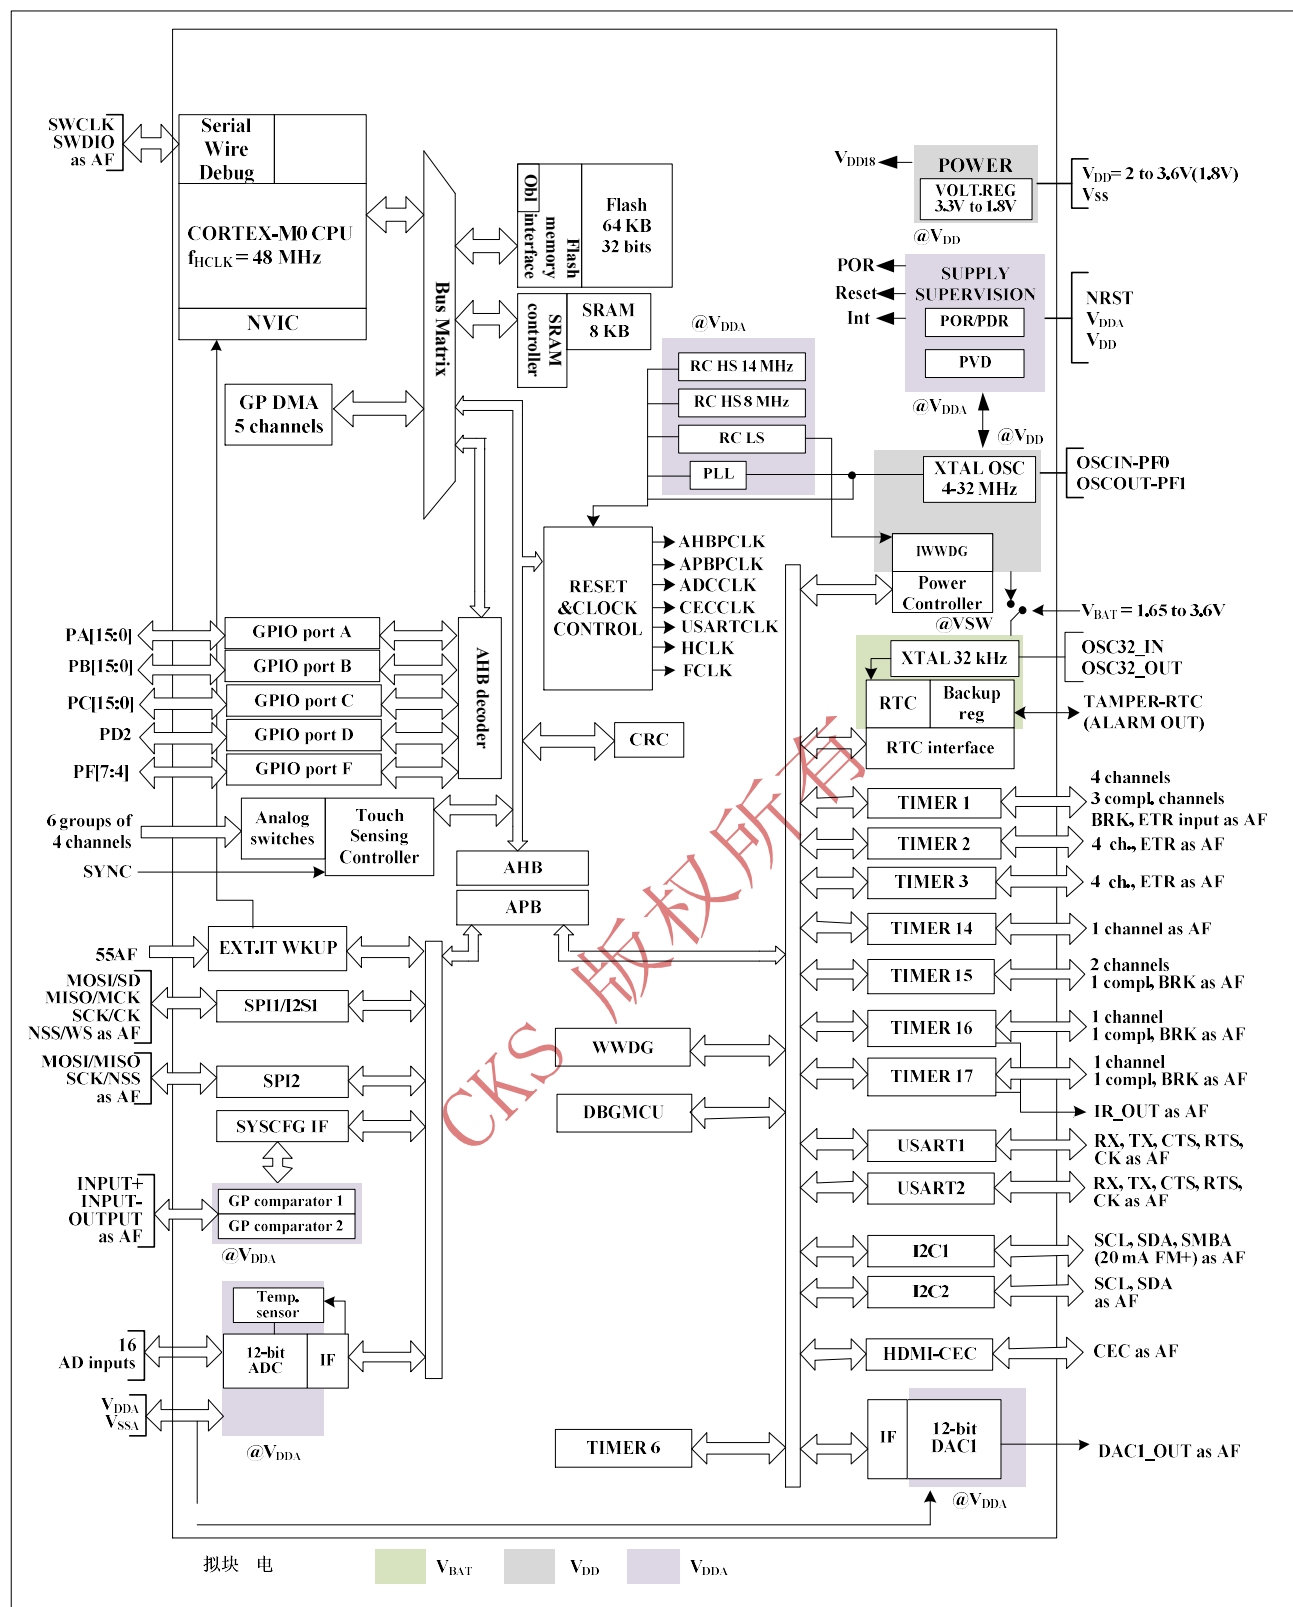 SWCLK
SWDIO
as AF
Serial
Wire
Debug
CORTEX-M0 CPU
fHCLK = 48 MHz
NVIC
GP DMA
5 channels
Bus Matrix
Obl
Flash
memory
interface
Flash
64 KB
32 bits
SRAM
controller
SRAM
8 KB
VDD18
POWER
VOLT.REG
3.3V to 1.8V
@VDD
VDD= 2 to 3.6V(1.8V)
Vss
POR
Reset
Int
SUPPLY
SUPERVISION
POR/PDR
PVD
@VDDA
NRST
VDDA
VDD
@VDDA
RC HS 14 MHz
RC HS 8 MHz
RC LS
PLL
@VDD
XTAL OSC
4-32 MHz
OSCIN-PF0
OSCOUT-PF1
IWWDG
Power
Controller
@VSW
VBAT = 1.65 to 3.6V
XTAL 32 kHz
OSC32_IN
OSC32_OUT
RTC
Backup
reg
RTC interface
TAMPER-RTC
(ALARM OUT)
RESET
&CLOCK
CONTROL
AHBPCLK
APBPCLK
ADCCLK
CECCLK
USARTCLK
HCLK
FCLK
PA[15:0]
GPIO port A
PB[15:0]
GPIO port B
PC[15:0]
GPIO port C
PD2
GPIO port D
PF[7:4]
GPIO port F
AHB decoder
CRC
6 groups of
4 channels
Analog
switches
Touch
Sensing
Controller
SYNC
AHB
APB
55AF
EXT.IT WKUP
MOSI/SD
MISO/MCK
SCK/CK
NSS/WS as AF
SPI1/I2S1
MOSI/MISO
SCK/NSS
as AF
SPI2
SYSCFG IF
INPUT+
INPUT-
OUTPUT
as AF
GP comparator 1
GP comparator 2
@VDDA
Temp.
sensor
16
AD inputs
12-bit
ADC
IF
VDDA
VSSA
@VDDA
WWDG
DBGMCU
TIMER 6
TIMER 1
4 channels
3 compl, channels
BRK, ETR input as AF
TIMER 2
4 ch., ETR as AF
TIMER 3
4 ch., ETR as AF
TIMER 14
1 channel as AF
TIMER 15
2 channels
1 compl, BRK as AF
TIMER 16
1 channel
1 compl, BRK as AF
TIMER 17
1 channel
1 compl, BRK as AF
IR_OUT as AF
USART1
RX, TX, CTS, RTS,
CK as AF
USART2
RX, TX, CTS, RTS,
CK as AF
I2C1
SCL, SDA, SMBA
(20 mA FM+) as AF
I2C2
SCL, SDA
as AF
HDMI-CEC
CEC as AF
IF
12-bit
DAC1
DAC1_OUT as AF
@VDDA
CKS 版权所有
拟块 电
VBAT
VDD
VDDA